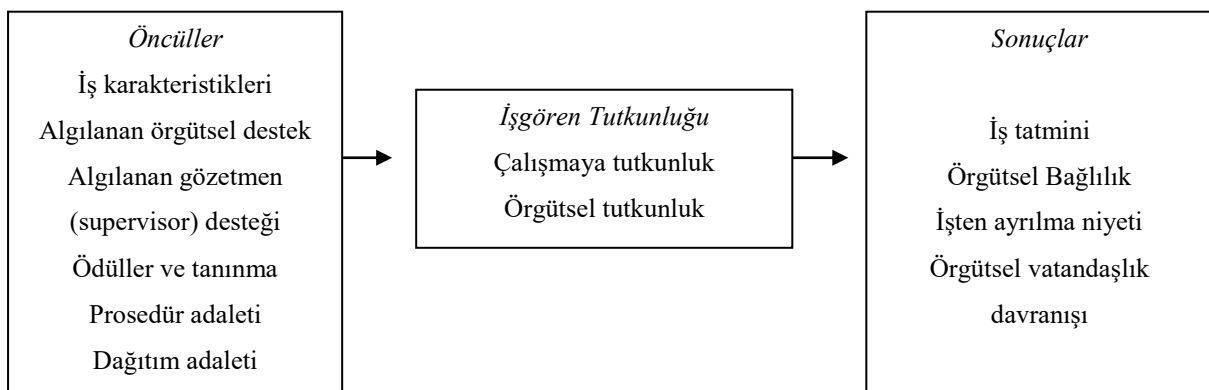 Öncüller
İş karakteristikleri
Algılanan örgütsel destek
Algılanan gözetmen
(supervisor) desteği
Ödüller ve tanınma
Prosedür adaleti
Dağıtım adaleti
İşgören Tutkunluğu
Çalışmaya tutkunluk
Örgütsel tutkunluk
Sonuçlar
İş tatmini
Örgütsel Bağlılık
İşten ayrılma niyeti
Örgütsel vatandaşlık
davranışı